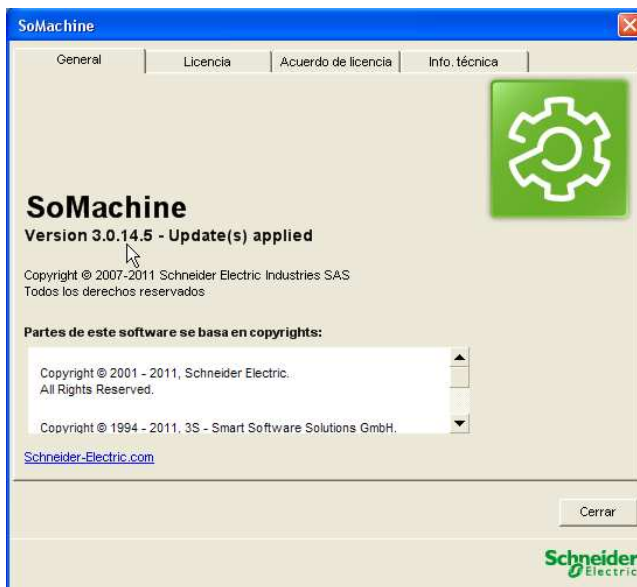 SoMachine
General
Licencia
Acuerdo de licencia
Info. técnica
SoMachine
Version 3.0.14.5 - Update(s) applied
Copyright © 2007-2011 Schneider Electric Industries SAS
Todos los derechos reservados
Partes de este software se basa en copyrights:
Copyright © 2001 - 2011, Schneider Electric.
All Rights Reserved.
Copyright © 1994 - 2011, 3S - Smart Software Solutions GmbH.
Schneider-Electric.com
Cerrar
Schneider
Electric